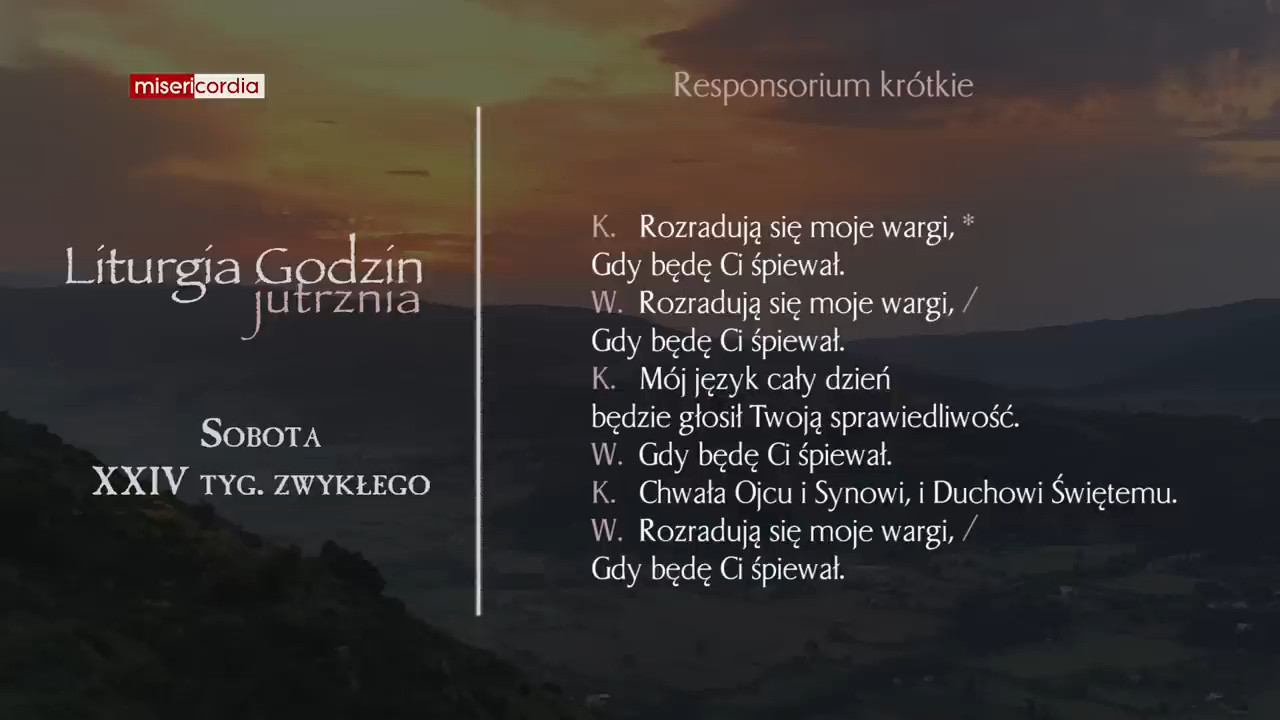 misericordia
Responsorium krótkie
Liturgia Godzin
jutrznia
Sobota
XXIV tyg. zwykłego
K. Rozradują się moje wargi, *
Gdy będę Ci śpiewał.
W. Rozradują się moje wargi, /
Gdy będę Ci śpiewał.
K. Mój język cały dzień
będzie głosił Twoją sprawiedliwość.
W. Gdy będę Ci śpiewał.
K. Chwała Ojcu i Synowi, i Duchowi Świętemu.
W. Rozradują się moje wargi, /
Gdy będę Ci śpiewał.